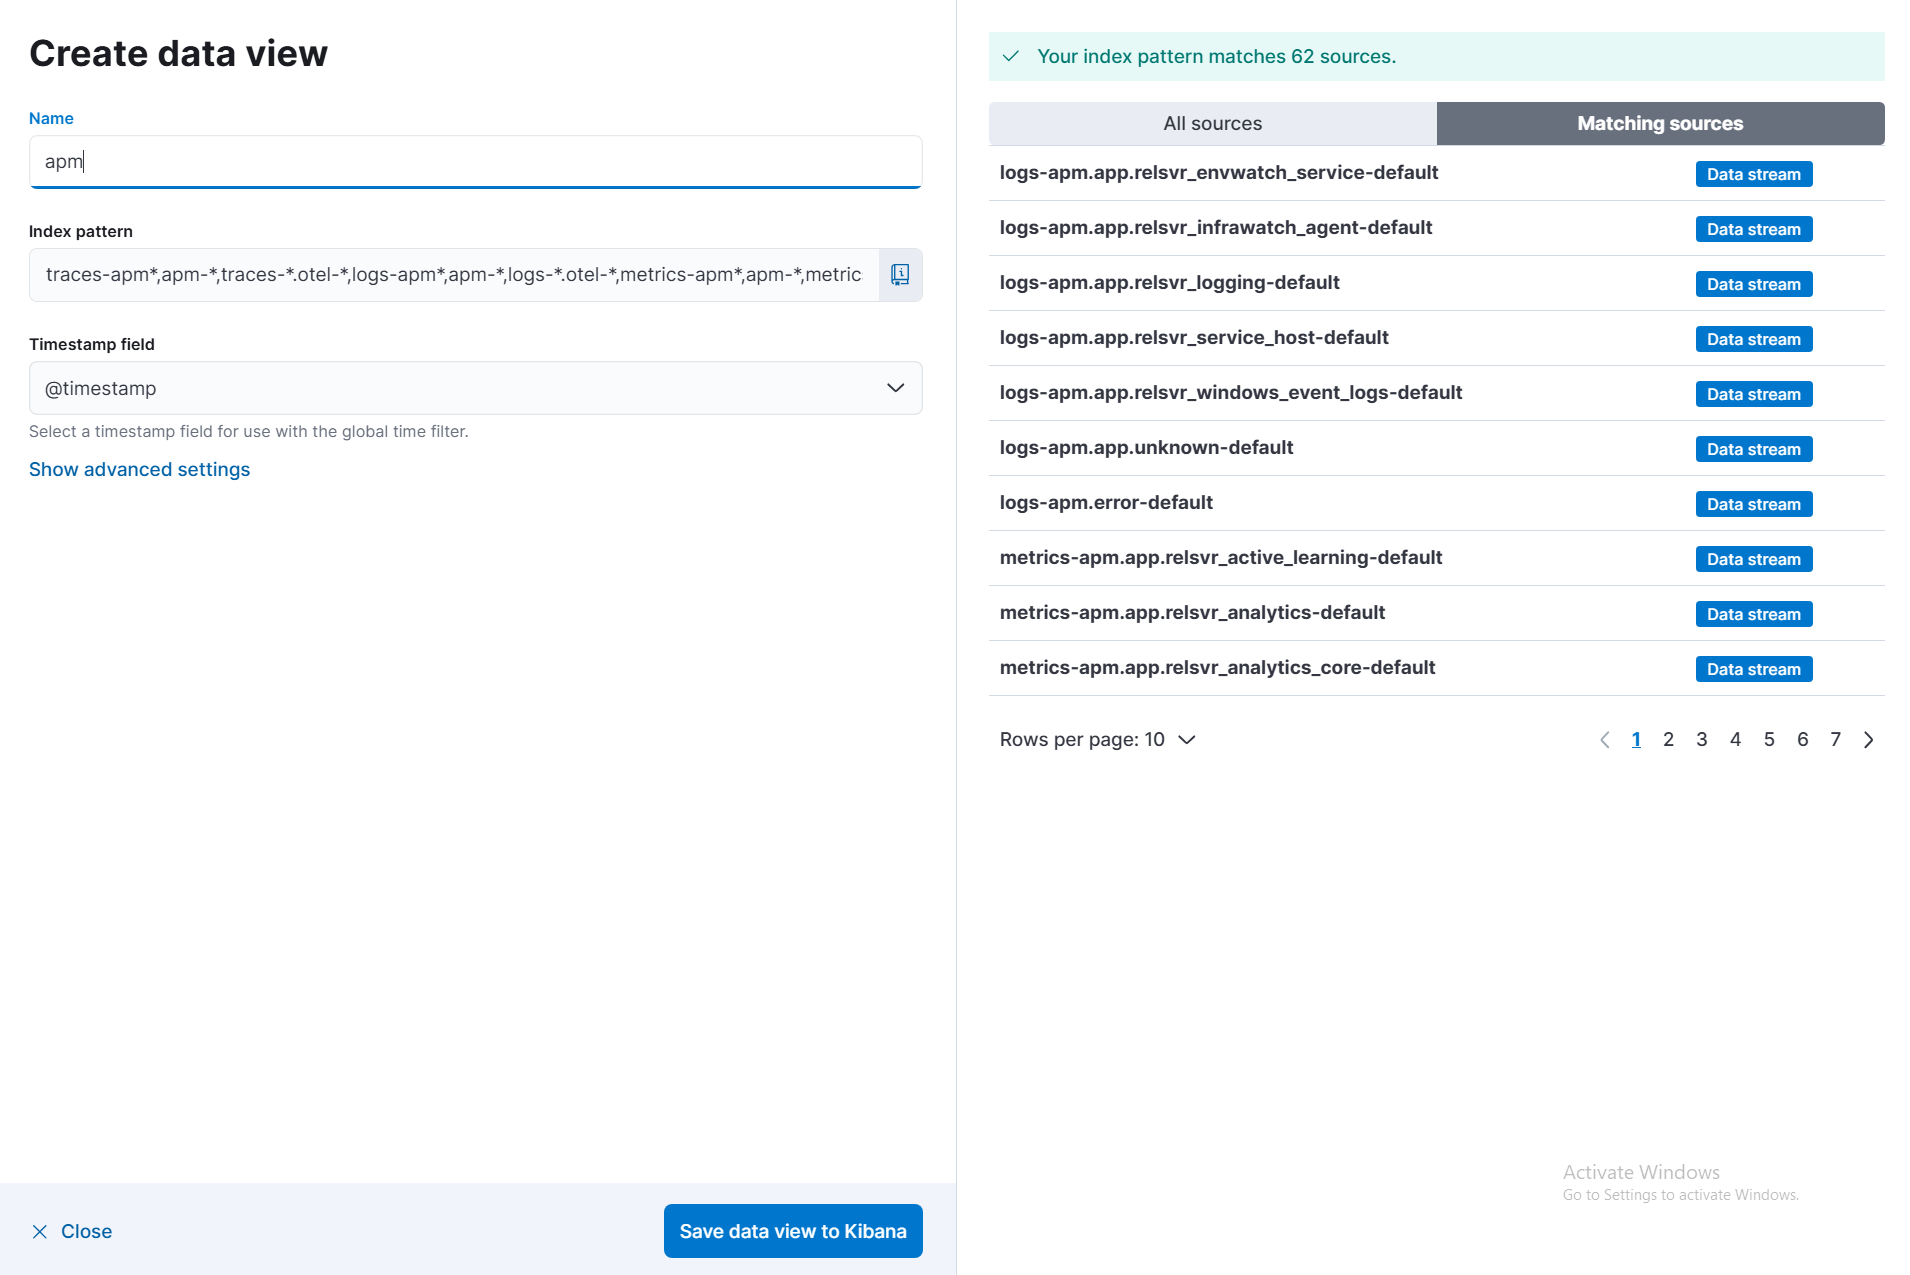 Create data view
Name
apm
Index pattern
traces-apm*,apm-*,traces-*.otel-*,logs-apm*,apm-*,logs-*.otel-*,metrics-apm*,apm-*,metric
Timestamp field
@timestamp
Select a timestamp field for use with the global time filter.
Show advanced settings
Close
Save data view to Kibana
Your index pattern matches 62 sources.
All sources
Matching sources
logs-apm.app.relsvr_envwatch_service-default Data stream
logs-apm.app.relsvr_infrawatch_agent-default Data stream
logs-apm.app.relsvr_logging-default Data stream
logs-apm.app.relsvr_service_host-default Data stream
logs-apm.app.relsvr_windows_event_logs-default Data stream
logs-apm.app.unknown-default Data stream
logs-apm.error-default Data stream
metrics-apm.app.relsvr_active_learning-default Data stream
metrics-apm.app.relsvr_analytics-default Data stream
metrics-apm.app.relsvr_analytics_core-default Data stream
Rows per page: 10
1 2 3 4 5 6 7
Activate Windows
Go to Settings to activate Windows.